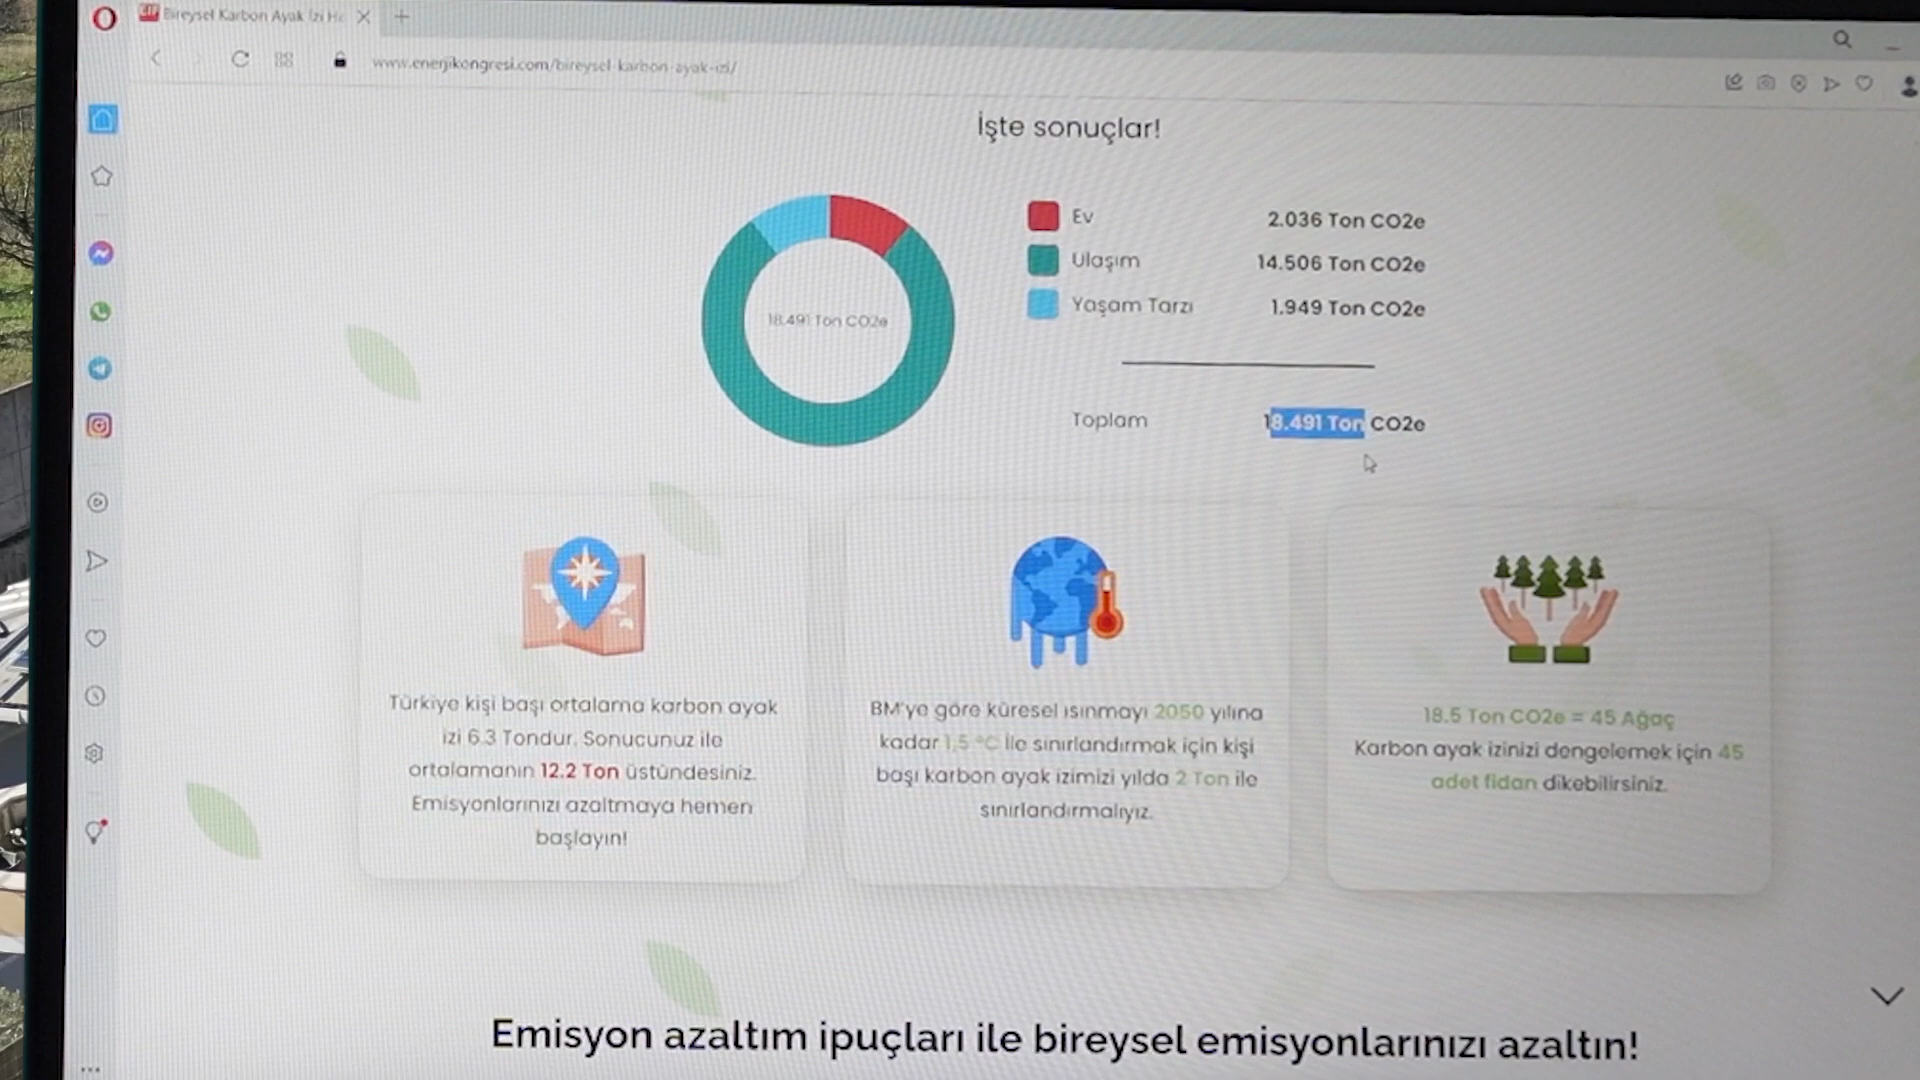 Bireysel Karbon Ayak İzi He
www.enerjikongresi.com/bireysel-karbon-ayak-izi/
İşte sonuçlar!
18.491 Ton CO2e
Ev 2.036 Ton CO2e
Ulaşım 14.506 Ton CO2e
Yaşam Tarzı 1.949 Ton CO2e
Toplam 18.491 Ton CO2e
Türkiye kişi başı ortalama karbon ayak
izi 6.3 Tondur. Sonucunuz ile
ortalamanın 12.2 Ton üstündesiniz.
Emisyonlarınızı azaltmaya hemen
başlayın!
BM'ye göre küresel ısınmayı 2050 yılına
kadar 1,5 °C ile sınırlandırmak için kişi
başı karbon ayak izimizi yılda 2 Ton ile
sınırlandırmalıyız.
18.5 Ton CO2e = 45 Ağaç
Karbon ayak izinizi dengelemek için 45
adet fidan dikebilirsiniz.
Emisyon azaltım ipuçları ile bireysel emisyonlarınızı azaltın!